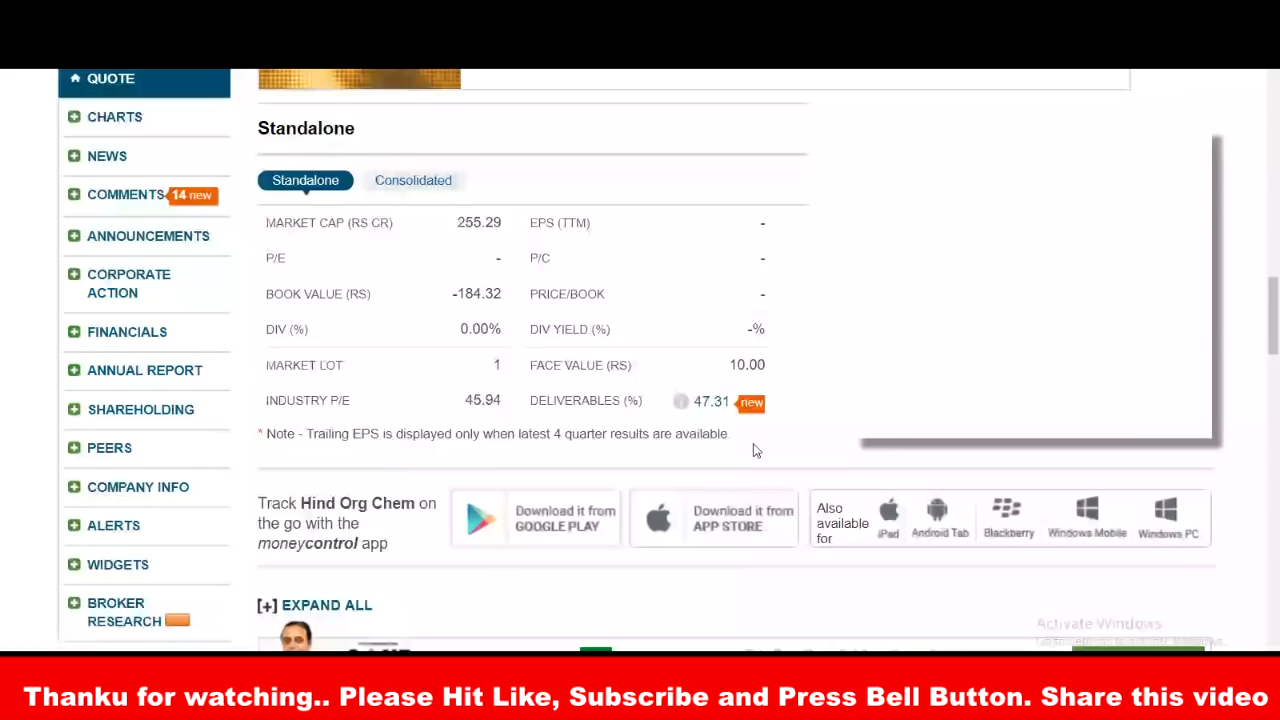 QUOTE
CHARTS
NEWS
COMMENTS 14 new
ANNOUNCEMENTS
CORPORATE
ACTION
FINANCIALS
ANNUAL REPORT
SHAREHOLDING
PEERS
COMPANY INFO
ALERTS
WIDGETS
BROKER
RESEARCH
Standalone
Standalone Consolidated
MARKET CAP (RS CR) 255.29 EPS (TTM) -
P/E - P/C -
BOOK VALUE (RS) -184.32 PRICE/BOOK -
DIV (%) 0.00% DIV YIELD (%) -%
MARKET LOT 1 FACE VALUE (RS) 10.00
INDUSTRY P/E 45.94 DELIVERABLES (%) 47.31 new
* Note - Trailing EPS is displayed only when latest 4 quarter results are available.
Track Hind Org Chem on
the go with the
moneycontrol app
Download it from
GOOGLE PLAY
Download it from
APP STORE
Also
available
for
iPad Android Tab Blackberry Windows Mobile Windows PC
[+] EXPAND ALL
Activate Windows
Thanku for watching.. Please Hit Like, Subscribe and Press Bell Button. Share this video